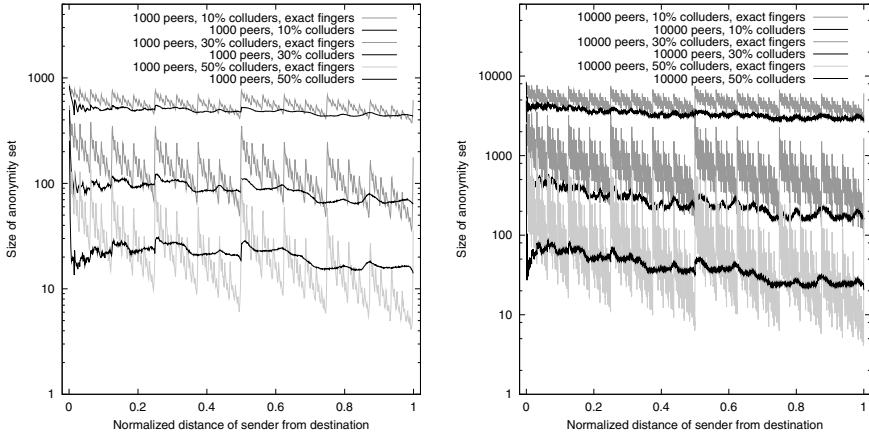 1000 peers, 10% colluders, exact fingers
1000 peers, 10% colluders
1000 peers, 30% colluders, exact fingers
1000 peers, 30% colluders
1000 peers, 50% colluders, exact fingers
1000 peers, 50% colluders
1000
100
10
1
Size of anonymity set
0 0.2 0.4 0.6 0.8 1
Normalized distance of sender from destination
10000 peers, 10% colluders, exact fingers
10000 peers, 10% colluders
10000 peers, 30% colluders, exact fingers
10000 peers, 30% colluders
10000 peers, 50% colluders, exact fingers
10000 peers, 50% colluders
10000
1000
100
10
1
Size of anonymity set
0 0.2 0.4 0.6 0.8 1
Normalized distance of sender from destination